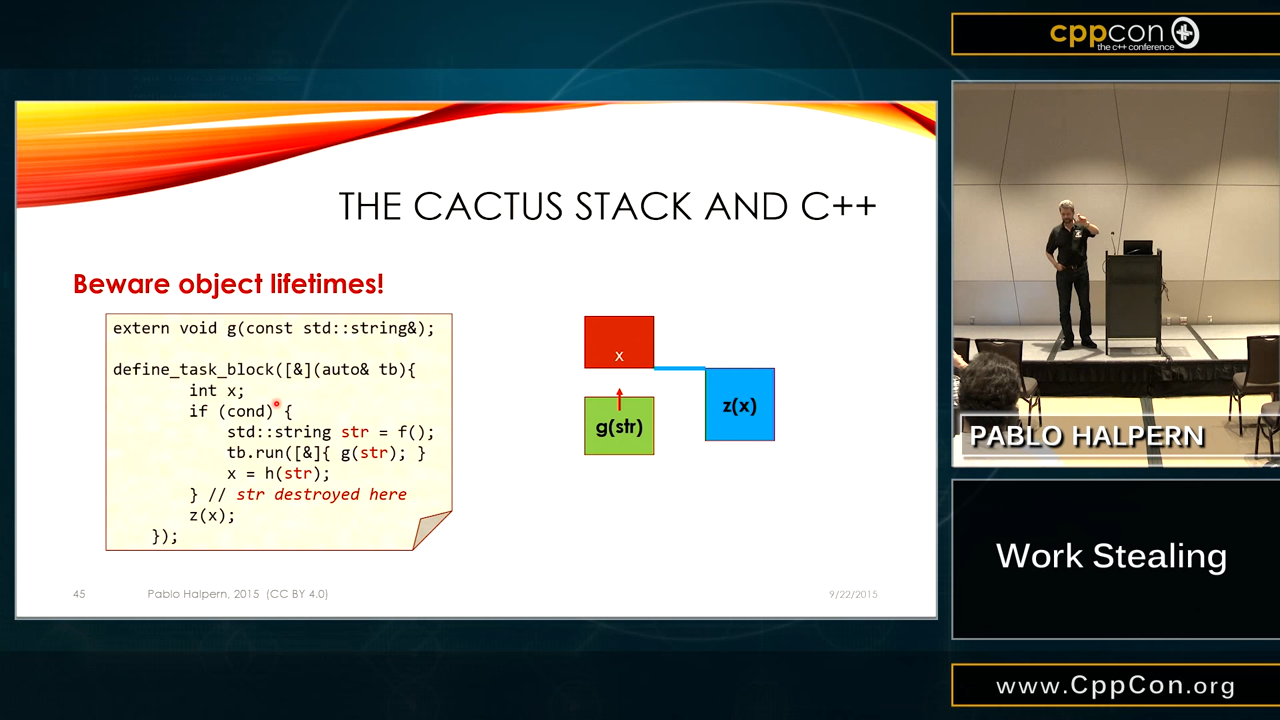 cppcon
the c++ conference
THE CACTUS STACK AND C++
Beware object lifetimes!
extern void g(const std::string&);
define_task_block([&](auto& tb){
int x;
if (cond) {
std::string str = f();
tb.run([&]{ g(str); }
x = h(str);
} // str destroyed here
z(x);
});
x
g(str)
z(x)
45
Pablo Halpern, 2015 (CC BY 4.0)
9/22/2015
PABLO HALPERN
Work Stealing
www.CppCon.org